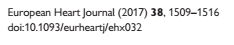 European Heart Journal (2017) 38, 1509–1516
doi:10.1093/eurheartj/ehx032